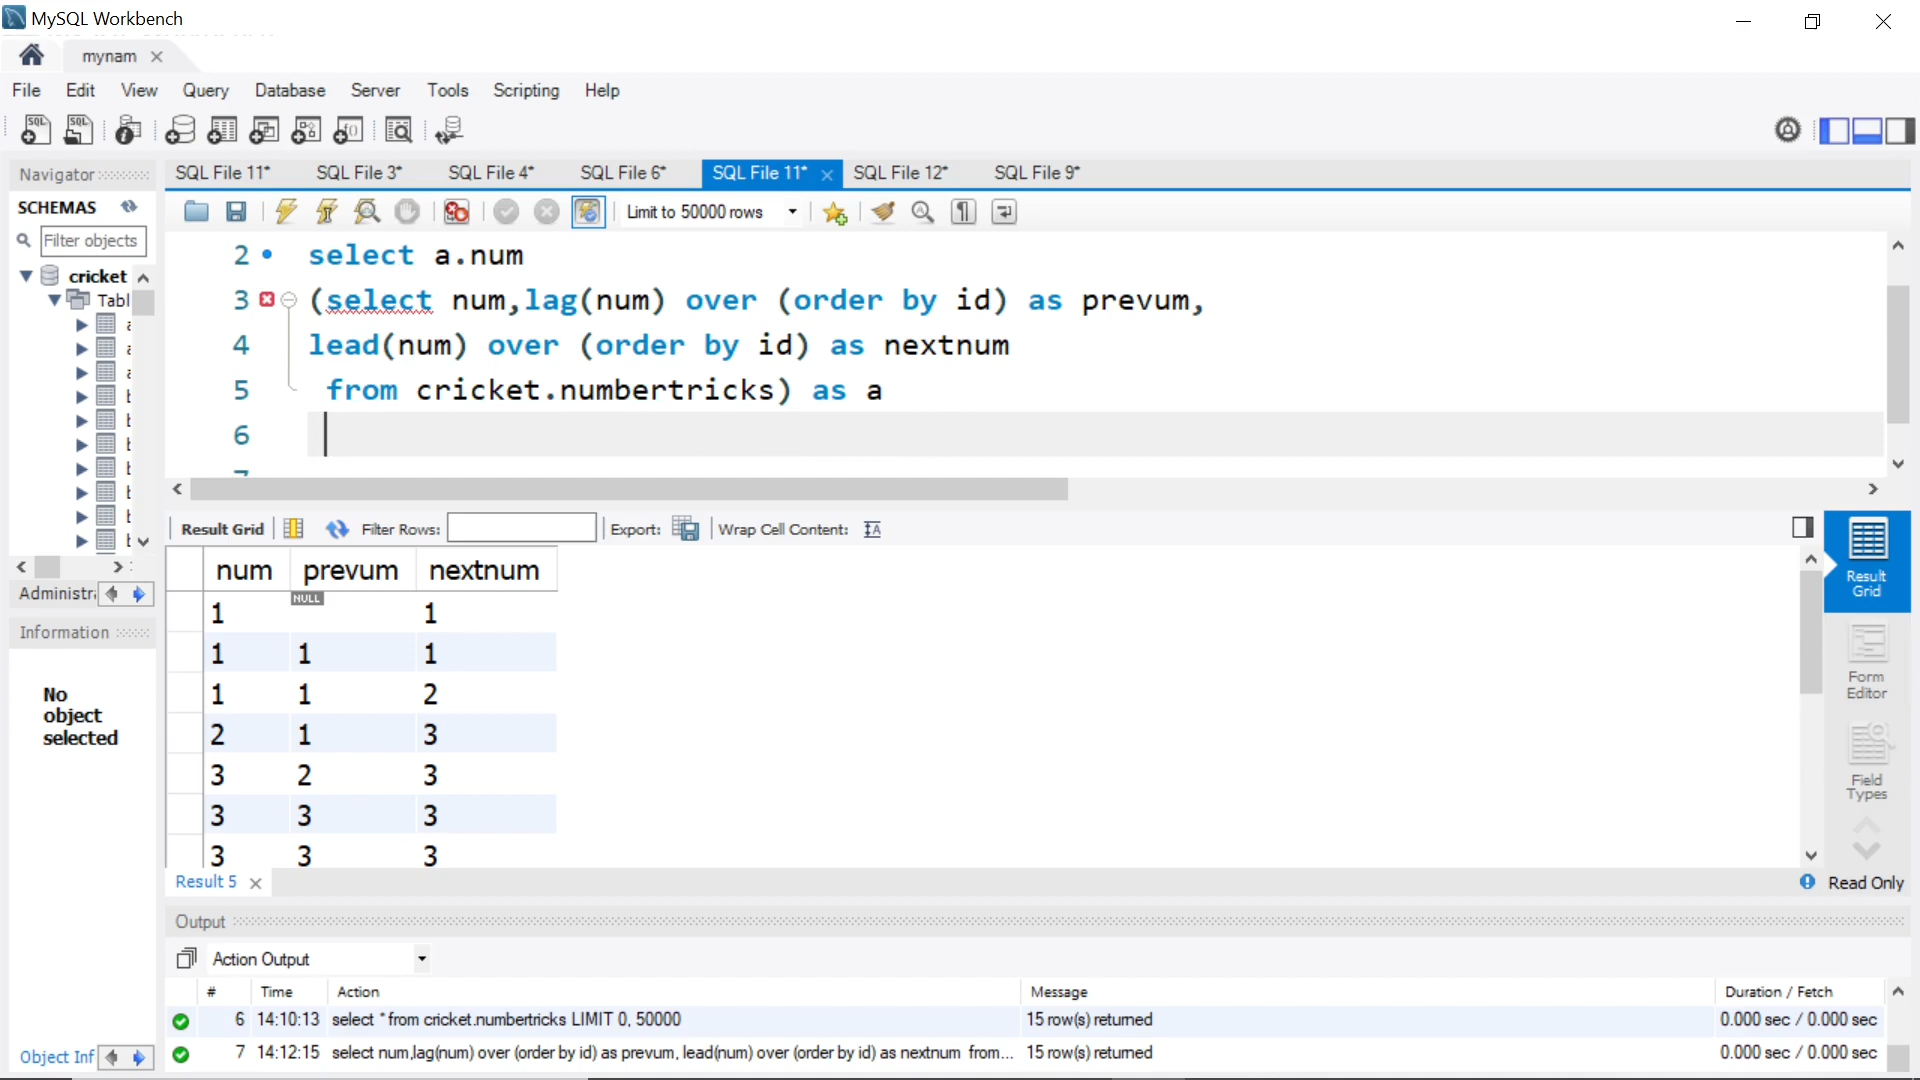 MySQL Workbench
mynam
File Edit View Query Database Server Tools Scripting Help
Navigator
SQL File 11* SQL File 3* SQL File 4* SQL File 6* SQL File 11* SQL File 12* SQL File 9*
SCHEMAS
Limit to 50000 rows
Filter objects
cricket
Tabl
2 select a.num
3 (select num,lag(num) over (order by id) as prevum,
4 lead(num) over (order by id) as nextnum
5 from cricket.numbertricks) as a
6
Administr
Information
No
object
selected
Result Grid Filter Rows: Export: Wrap Cell Content:
num prevum nextnum
1 NULL 1
1 1 1
1 1 2
2 1 3
3 2 3
3 3 3
3 3 3
Result
Grid
Form
Editor
Field
Types
Result 5
Read Only
Output
Action Output
# Time Action Message Duration / Fetch
6 14:10:13 select * from cricket.numbertricks LIMIT 0, 50000 15 row(s) returned 0.000 sec / 0.000 sec
7 14:12:15 select num,lag(num) over (order by id) as prevum, lead(num) over (order by id) as nextnum from... 15 row(s) returned 0.000 sec / 0.000 sec
Object Inf